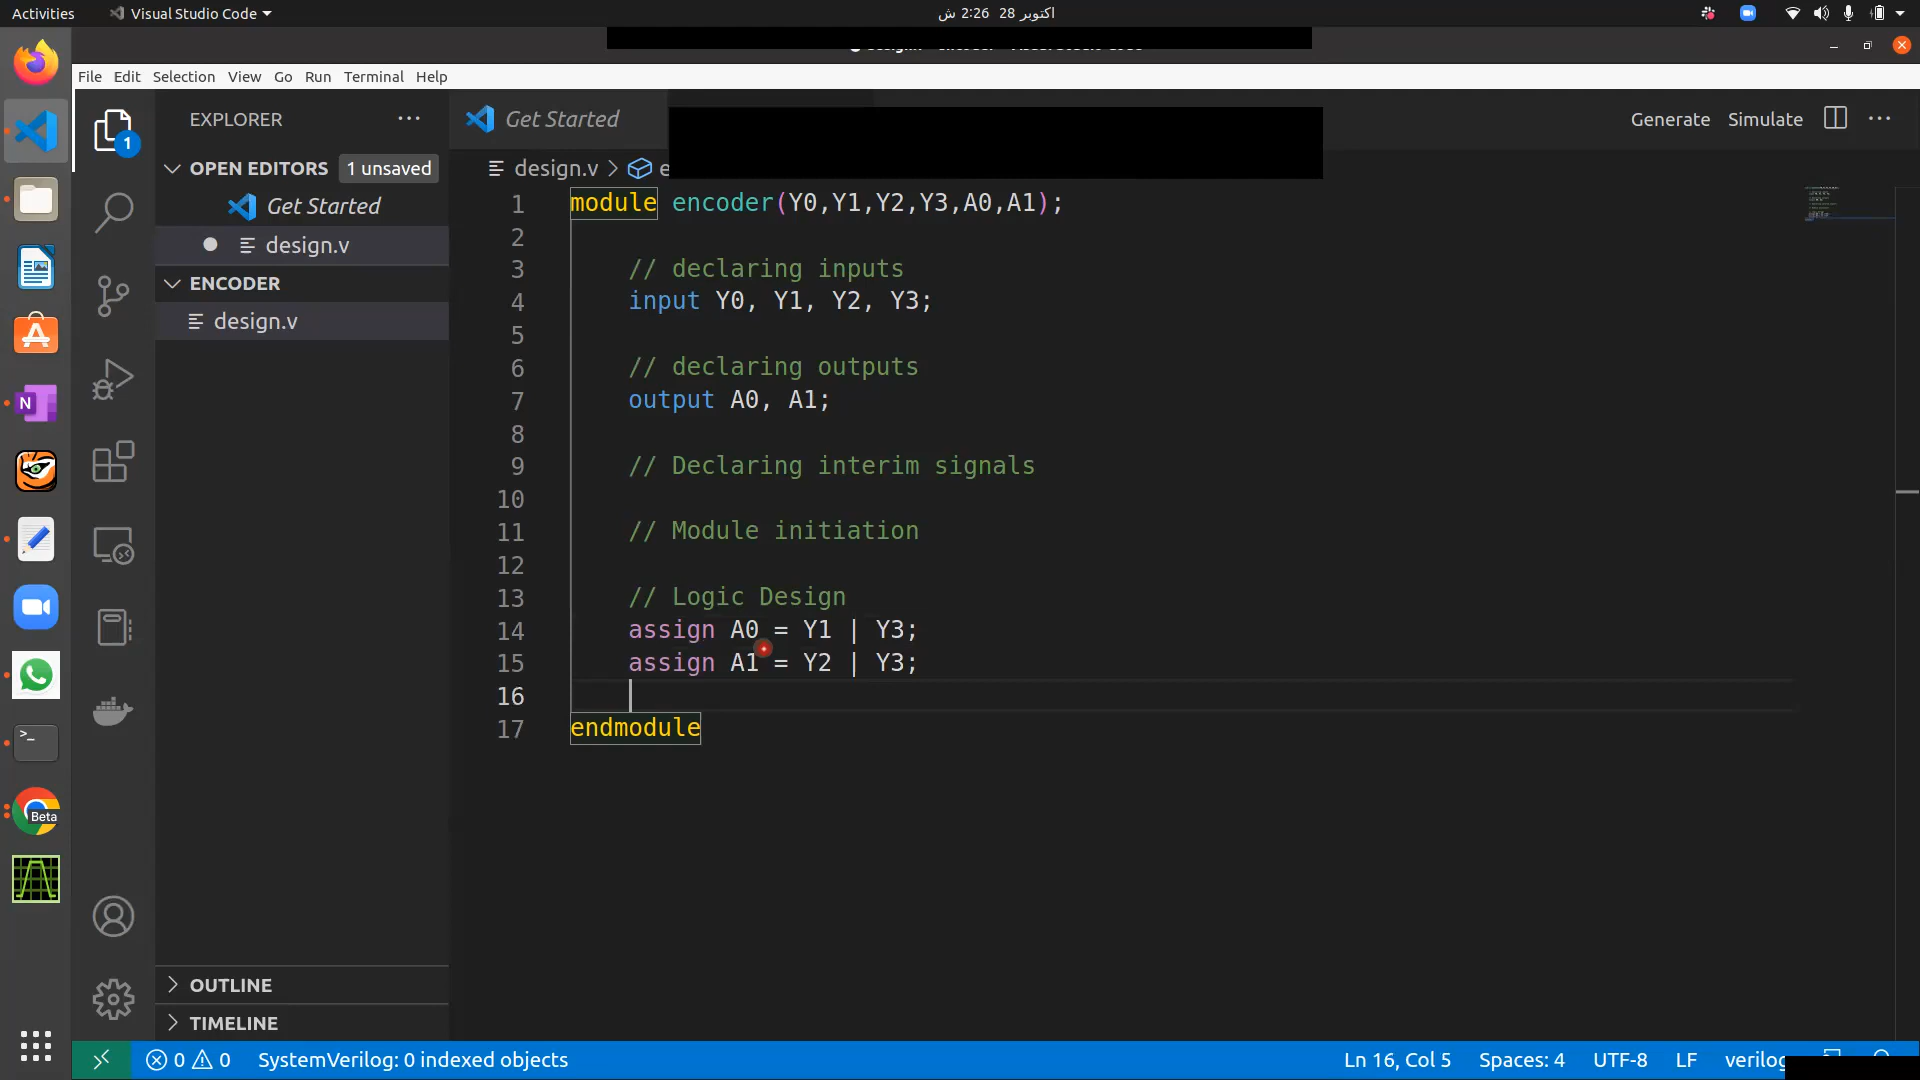 Activities
Visual Studio Code
اکتوبر 28 2:26 ش
File Edit Selection View Go Run Terminal Help
EXPLORER
1
OPEN EDITORS 1 unsaved
Get Started
design.v
ENCODER
design.v
OUTLINE
TIMELINE
Get Started
Generate Simulate
design.v > e
1 module encoder(Y0,Y1,Y2,Y3,A0,A1);
2
3 // declaring inputs
4 input Y0, Y1, Y2, Y3;
5
6 // declaring outputs
7 output A0, A1;
8
9 // Declaring interim signals
10
11 // Module initiation
12
13 // Logic Design
14 assign A0 = Y1 | Y3;
15 assign A1 = Y2 | Y3;
16
17 endmodule
N
>_
Beta
0 0 SystemVerilog: 0 indexed objects
Ln 16, Col 5 Spaces: 4 UTF-8 LF verilog